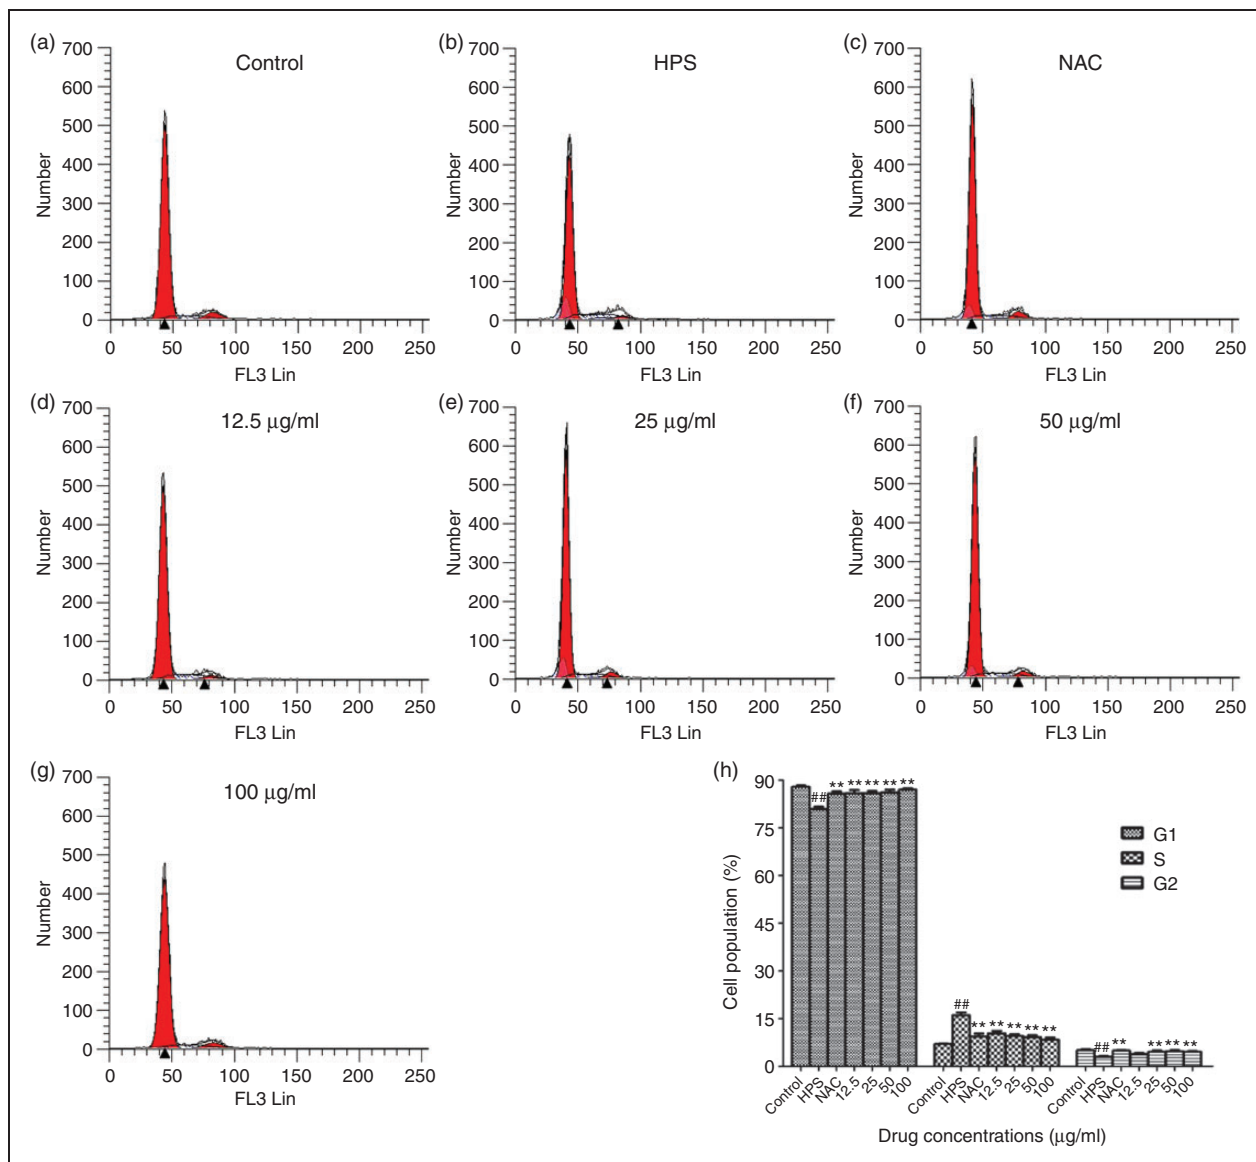 (a) Control
700
600
500
400
300
200
100
0
Number
0 50 100 150 200 250
FL3 Lin
(b) HPS
700
600
500
400
300
200
100
0
Number
0 50 100 150 200 250
FL3 Lin
(c) NAC
700
600
500
400
300
200
100
0
Number
0 50 100 150 200 250
FL3 Lin
(d) 12.5 μg/ml
700
600
500
400
300
200
100
0
Number
0 50 100 150 200 250
FL3 Lin
(e) 25 μg/ml
700
600
500
400
300
200
100
0
Number
0 50 100 150 200 250
FL3 Lin
(f) 50 μg/ml
700
600
500
400
300
200
100
0
Number
0 50 100 150 200 250
FL3 Lin
(g) 100 μg/ml
700
600
500
400
300
200
100
0
Number
0 50 100 150 200 250
FL3 Lin
(h)
90
75
60
45
30
15
0
Cell population (%)
## ** ** ** ** **
## ** ** ** ** **
## ** ** ** **
G1
S
G2
Control HPS NAC 12.5 25 50 100 Control HPS NAC 12.5 25 50 100 Control HPS NAC 12.5 25 50 100
Drug concentrations (μg/ml)